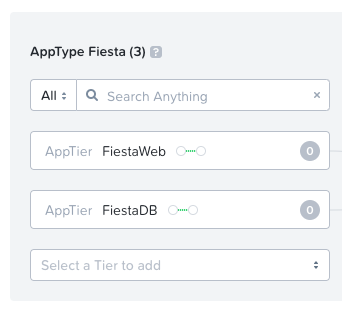 AppType Fiesta (3) ?
All Search Anything ×
AppTier FiestaWeb 0
AppTier FiestaDB 0
Select a Tier to add